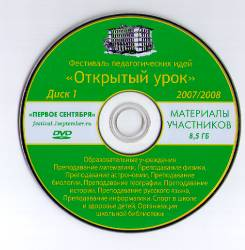 Фестиваль педагогических идей
«Открытый урок»
Диск 1
2007/2008
«ПЕРВОЕ СЕНТЯБРЯ»
festival.1september.ru
DVD
МАТЕРИАЛЫ
УЧАСТНИКОВ
8,5 ГБ
Образовательные учреждения
Преподавание математики, Преподавание физики,
Преподавание астрономии, Преподавание
биологии, Преподавание географии, Преподавание
истории, Преподавание русского языка,
Преподавание информатики, Спорт в школе
и здоровье детей, Организация
школьной библиотеки